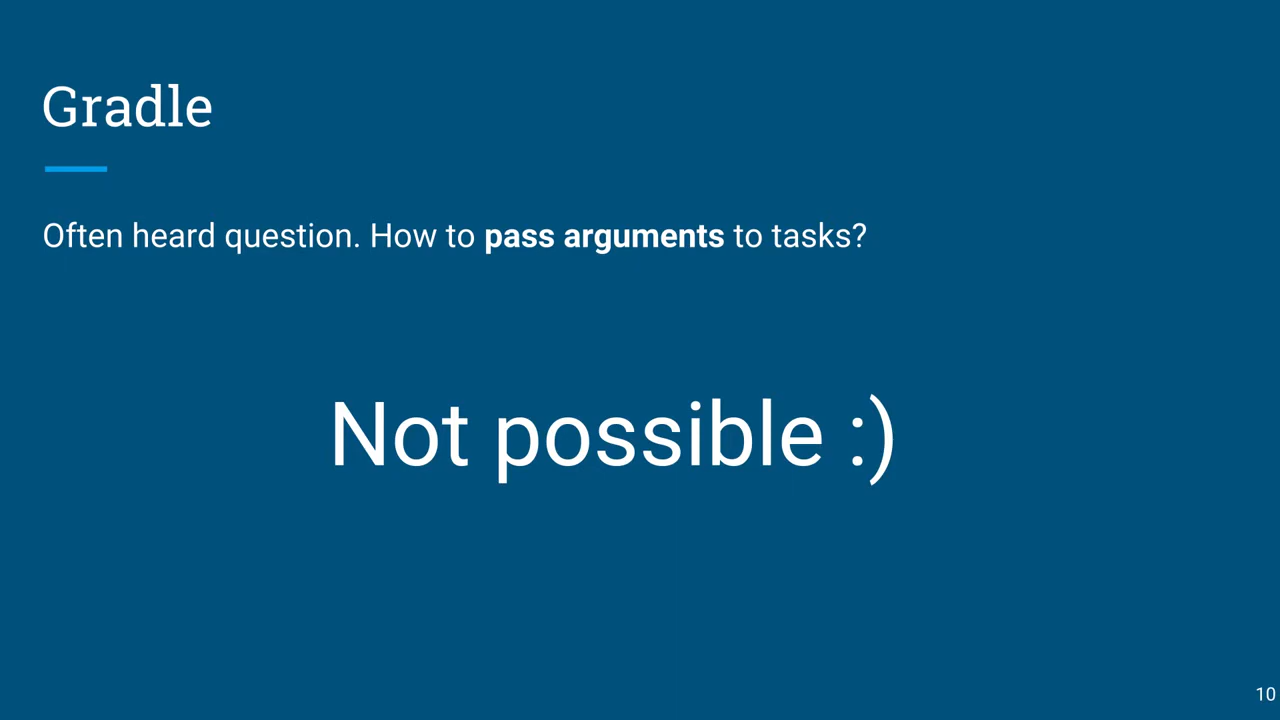 Gradle
Often heard question. How to pass arguments to tasks?
Not possible :)
10